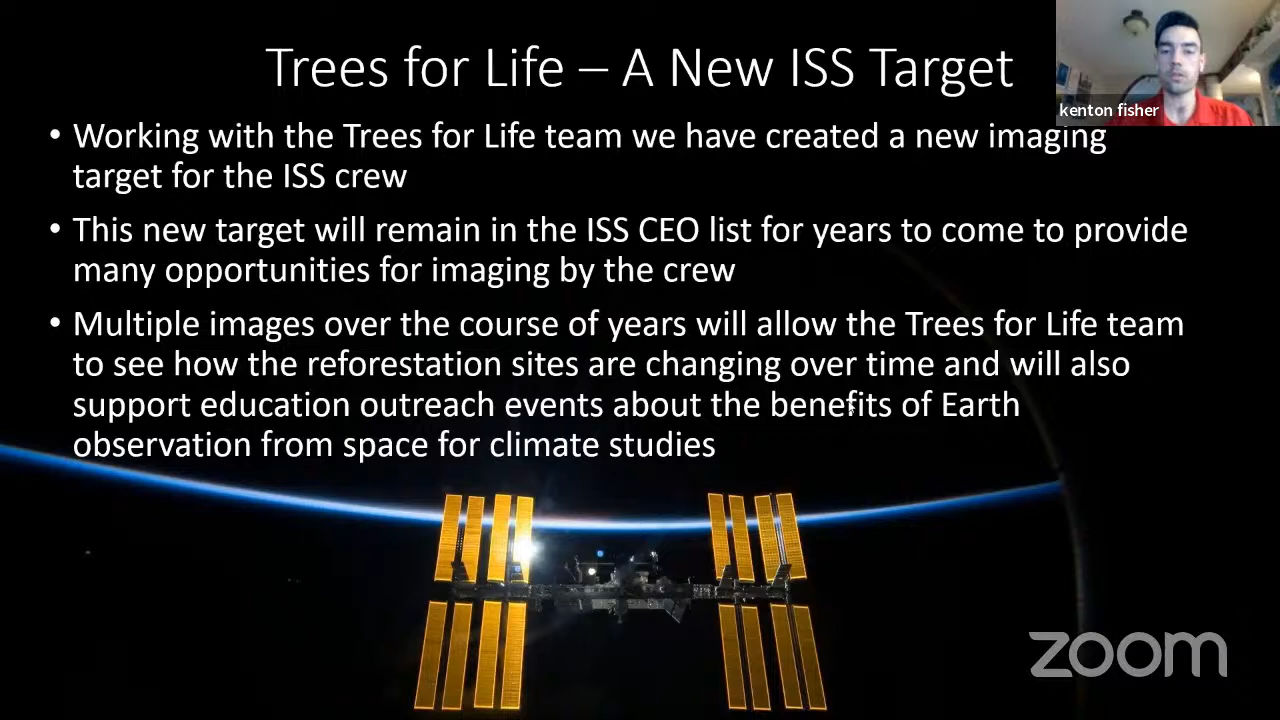 Trees for Life – A New ISS Target
kenton fisher
• Working with the Trees for Life team we have created a new imaging
target for the ISS crew
• This new target will remain in the ISS CEO list for years to come to provide
many opportunities for imaging by the crew
• Multiple images over the course of years will allow the Trees for Life team
to see how the reforestation sites are changing over time and will also
support education outreach events about the benefits of Earth
observation from space for climate studies
zoom